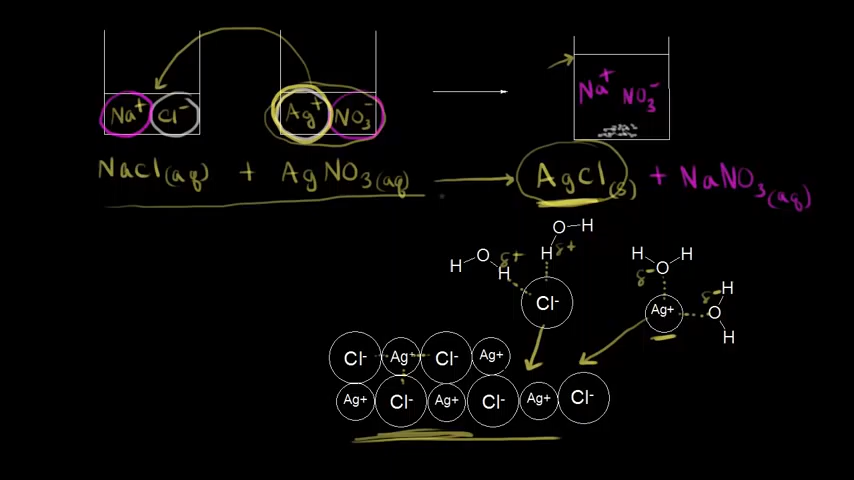 Na⁺ Cl⁻ Ag⁺ NO₃⁻ Na⁺ NO₃⁻
NaCl(aq) + AgNO₃(aq) AgCl(s) + NaNO₃(aq)
O H
H δ+
H O H δ+
Cl⁻
H H
O δ-
Ag+
H
δ- O
H
Cl⁻ Ag+ Cl⁻ Ag+
Ag+ Cl⁻ Ag+ Cl⁻ Ag+ Cl⁻